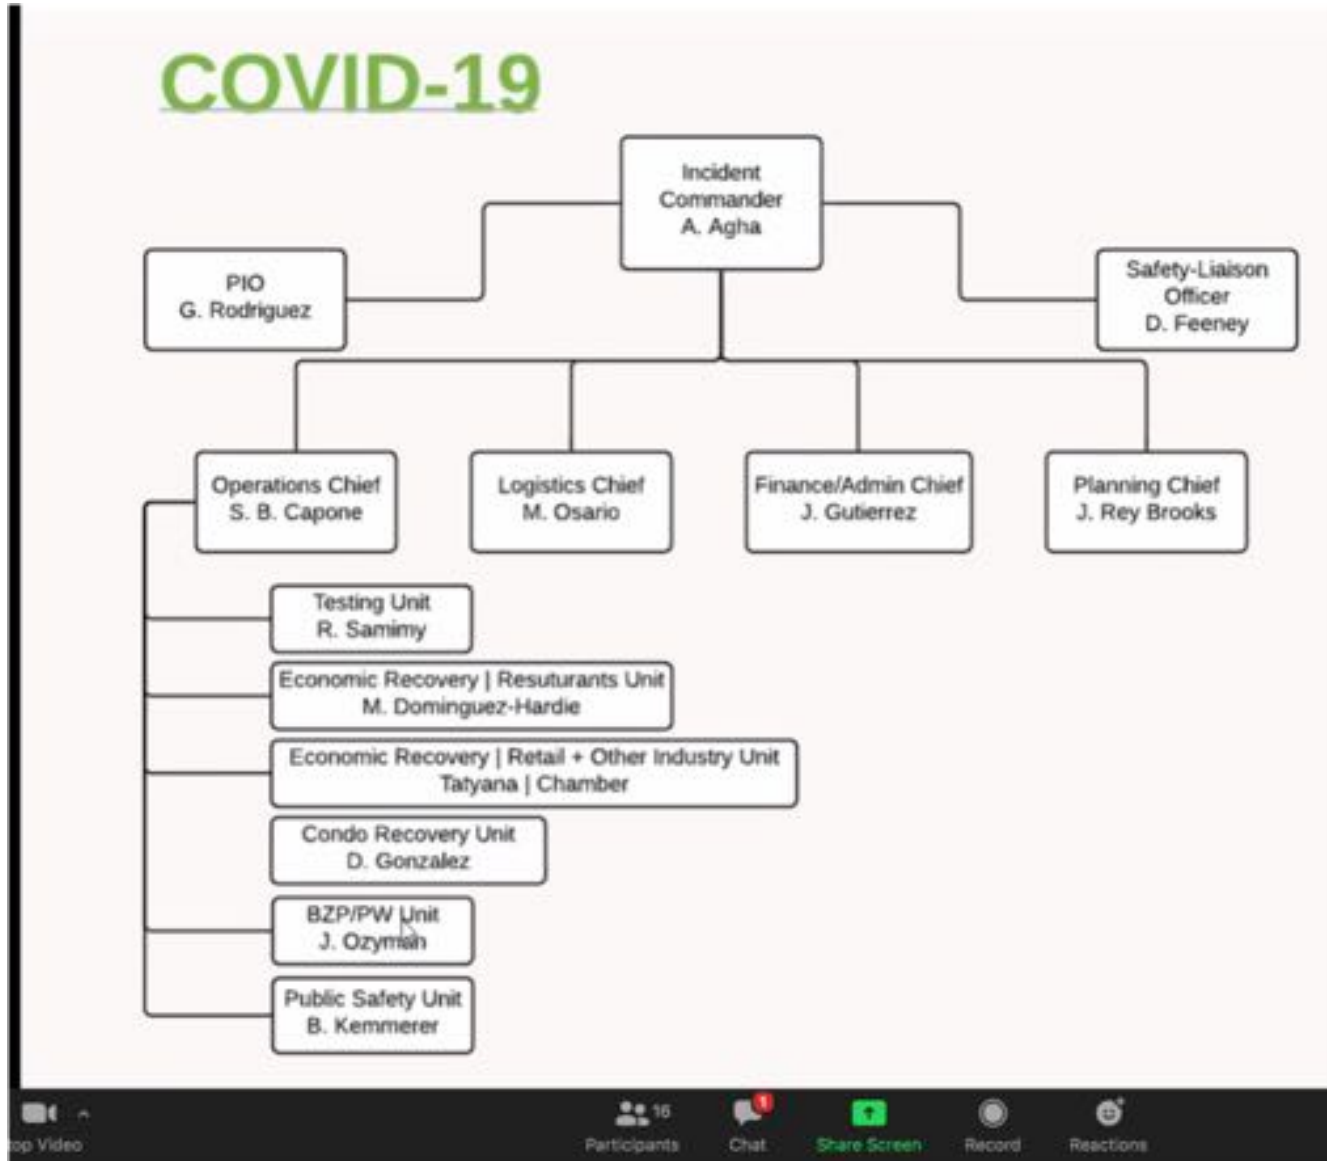 COVID-19
Incident
Commander
A. Agha
PIO
G. Rodriguez
Safety-Liaison
Officer
D. Feeney
Operations Chief
S. B. Capone
Logistics Chief
M. Osario
Finance/Admin Chief
J. Gutierrez
Planning Chief
J. Rey Brooks
Testing Unit
R. Samimy
Economic Recovery | Resuturants Unit
M. Dominguez-Hardie
Economic Recovery | Retail + Other Industry Unit
Tatyana | Chamber
Condo Recovery Unit
D. Gonzalez
BZP/PW Unit
J. Ozyman
Public Safety Unit
B. Kemmerer
16
1
top Video
Participants
Chat
Share Screen
Record
Reactions